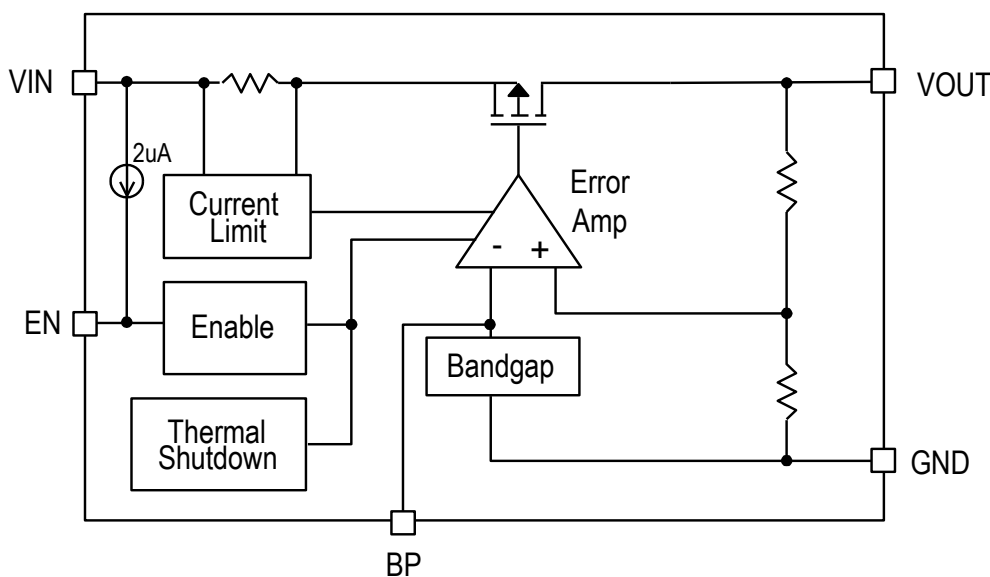 VIN
VOUT
2uA
Current
Limit
Error
Amp
- +
EN
Enable
Bandgap
Thermal
Shutdown
GND
BP